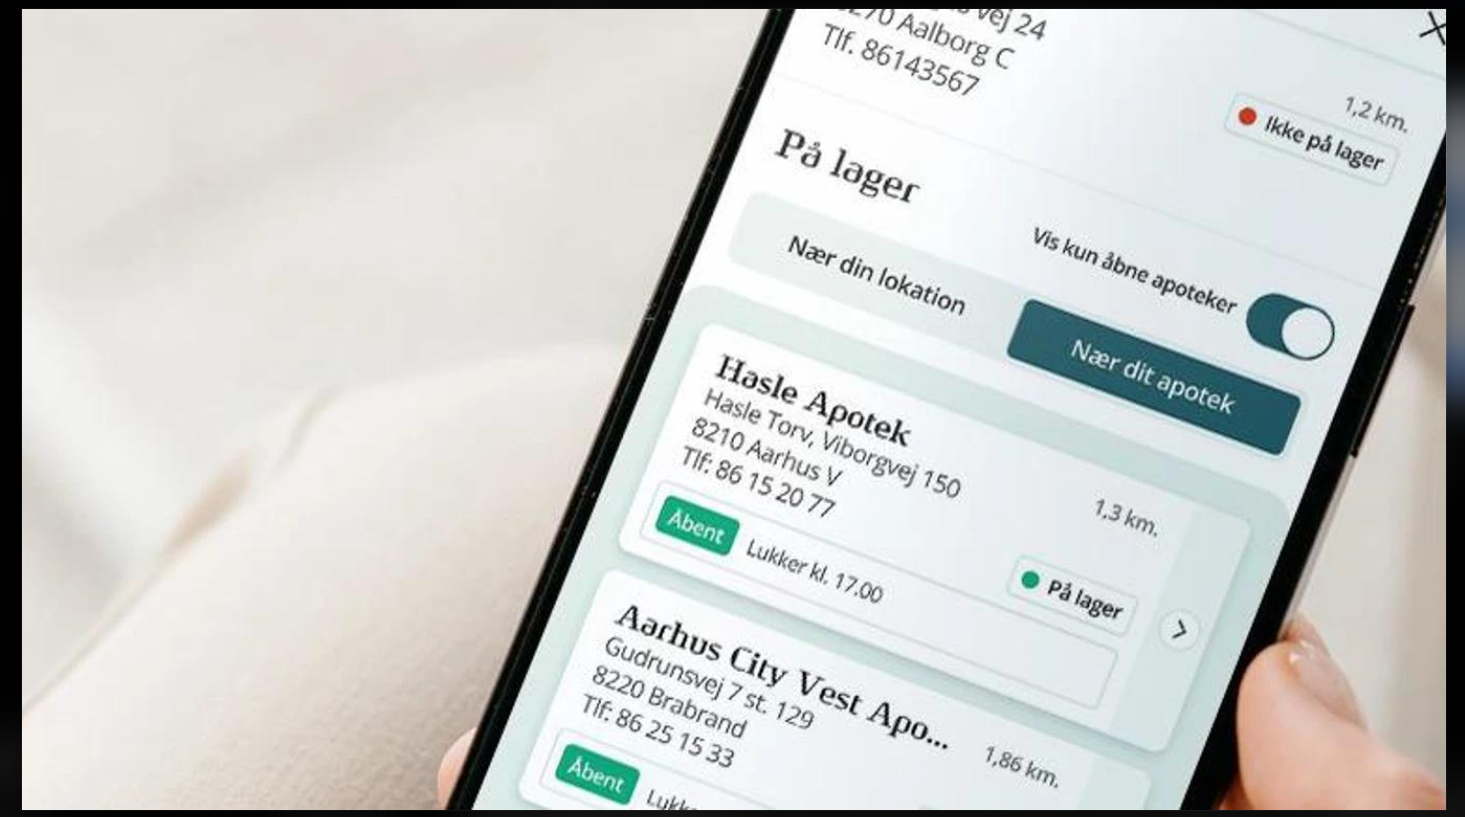 vej 24
Aalborg C
Tlf. 86143567
1,2 km.
Ikke på lager
På lager
Vis kun åbne apoteker
Nær din lokation
Nær dit apotek
Hasle Apotek
Hasle Torv, Viborgvej 150
8210 Aarhus V
Tlf: 86 15 20 77
1,3 km.
Åbent Lukker kl. 17.00
På lager
Aarhus City Vest Apo...
Gudrunsvej 7 st. 129
8220 Brabrand
Tlf: 86 25 15 33
1,86 km.
Åbent